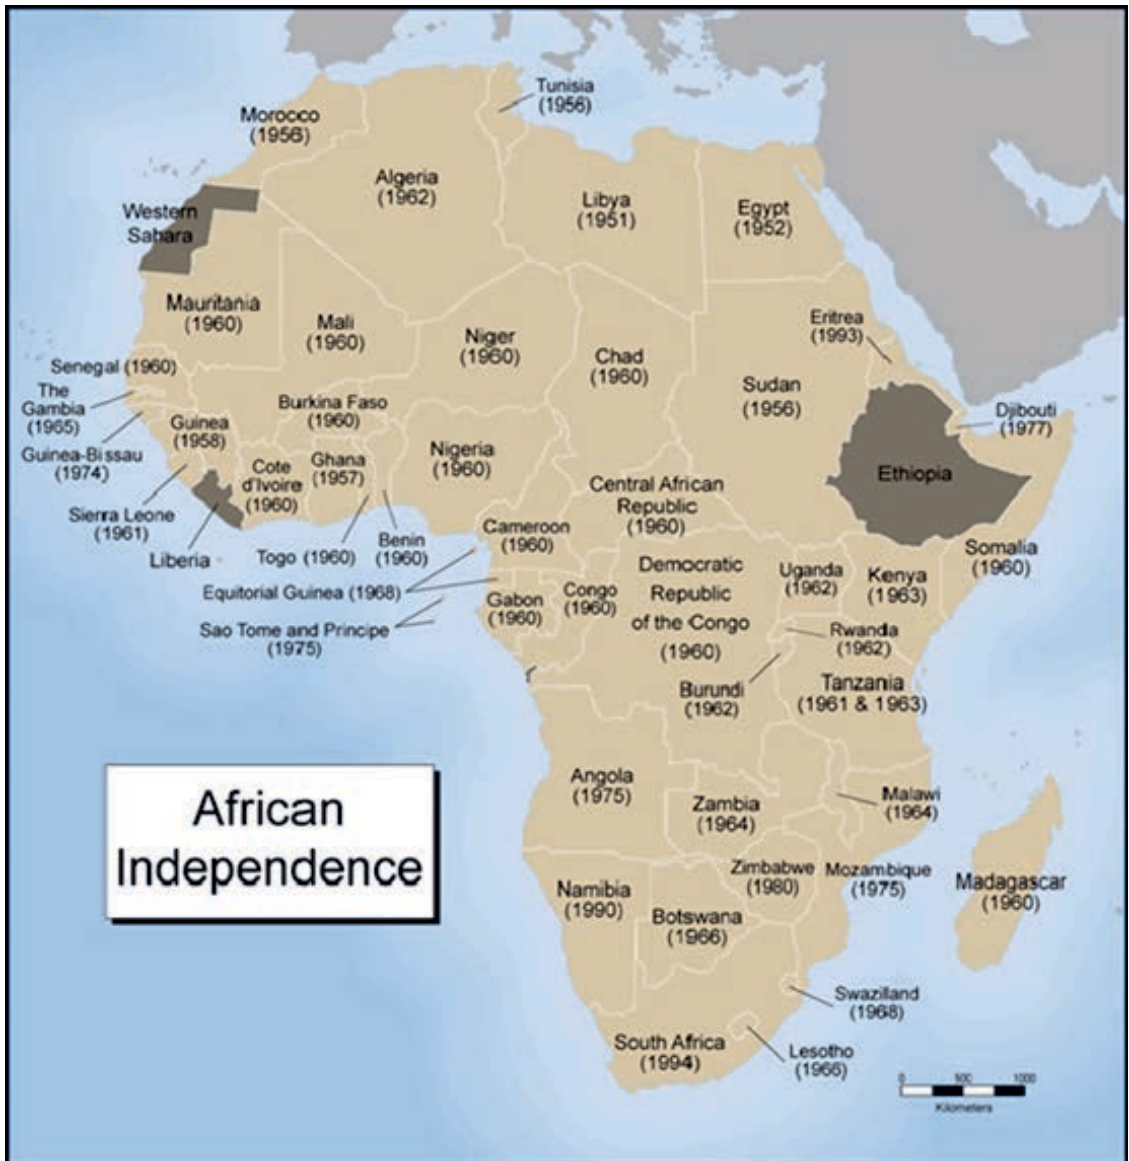 Tunisia
(1956)
Morocco
(1956)
Algeria
(1962)
Libya
(1951)
Egypt
(1952)
Western
Sahara
Mauritania
(1960)
Mali
(1960)
Niger
(1960)
Chad
(1960)
Sudan
(1956)
Eritrea
(1993)
Senegal (1960)
The
Gambia
(1965)
Guinea-Bissau
(1974)
Guinea
(1958)
Sierra Leone
(1961)
Liberia
Cote
d'Ivoire
(1960)
Burkina Faso
(1960)
Ghana
(1957)
Togo (1960)
Benin
(1960)
Nigeria
(1960)
Djibouti
(1977)
Ethiopia
Somalia
(1960)
Central African
Republic
(1960)
Cameroon
(1960)
Equitorial Guinea (1968)
Sao Tome and Principe
(1975)
Gabon
(1960)
Congo
(1960)
Democratic
Republic
of the Congo
(1960)
Uganda
(1962)
Kenya
(1963)
Rwanda
(1962)
Burundi
(1962)
Tanzania
(1961 & 1963)
Angola
(1975)
Zambia
(1964)
Malawi
(1964)
Zimbabwe
(1980)
Mozambique
(1975)
Madagascar
(1960)
Namibia
(1990)
Botswana
(1966)
Swazilland
(1968)
South Africa
(1994)
Lesotho
(1966)
African
Independence
0 500 1000
Kilometers